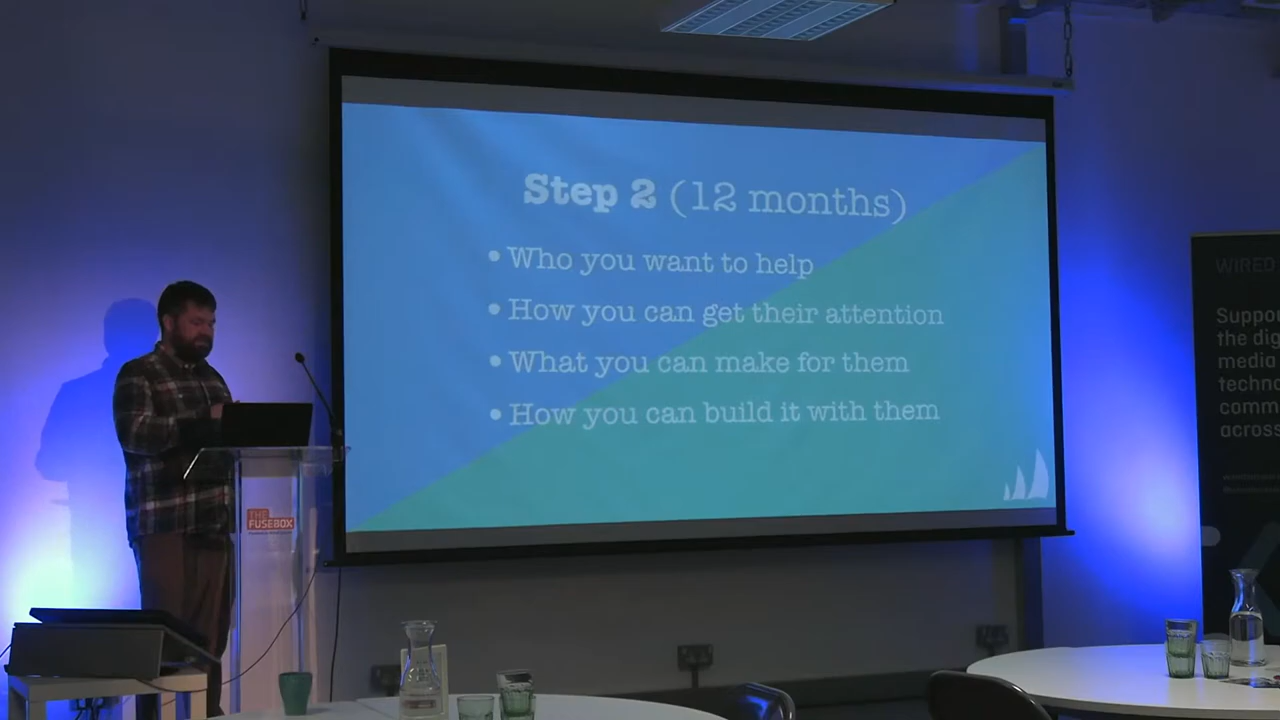 Step 2 (12 months)
• Who you want to help
• How you can get their attention
• What you can make for them
• How you can build it with them
THE
FUSEBOX
WIRED
Suppo
the dig
media
techno
comm
across